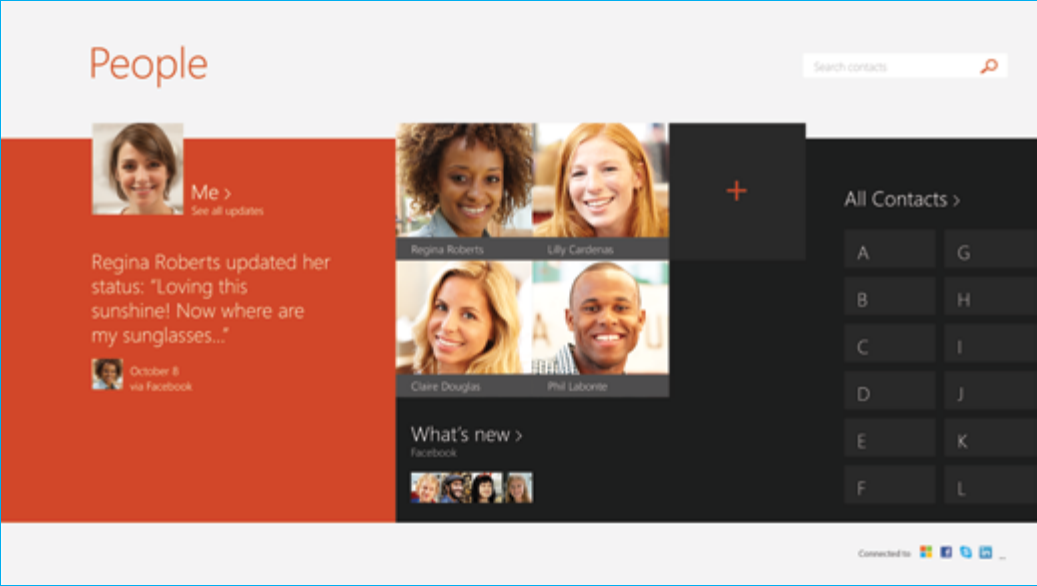 People
Search contacts
Me >
See all updates
Regina Roberts updated her
status: “Loving this
sunshine! Now where are
my sunglasses...”
October 8
via Facebook
Regina Roberts
Lilly Cardenas
+
Claire Douglas
Phil Labonte
What's new >
Facebook
All Contacts >
A G
B H
C I
D J
E K
F L
Connected to